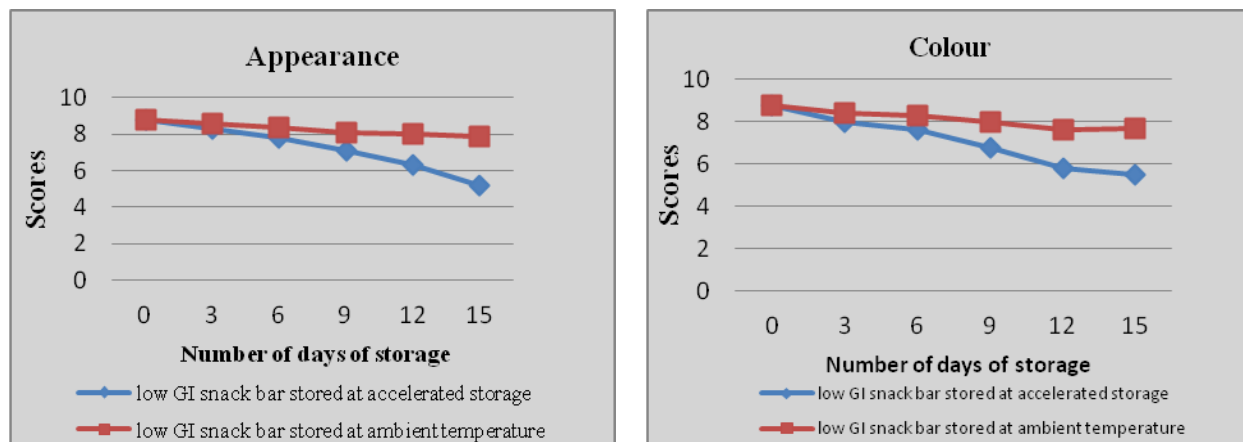 Appearance
10
8
6
4
2
0
Scores
0 3 6 9 12 15
Number of days of storage
low GI snack bar stored at accelerated storage
low GI snack bar stored at ambient temperature
Colour
10
8
6
4
2
0
Scores
0 3 6 9 12 15
Number of days of storage
low GI snack bar stored at accelerated storage
low GI snack bar stored at ambient temperature